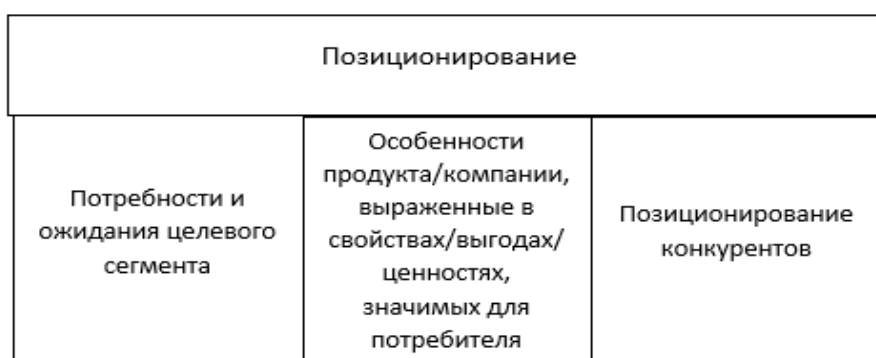 Позиционирование
Потребности и
ожидания целевого
сегмента
Особенности
продукта/компании,
выраженные в
свойствах/выгодах/
ценностях,
значимых для
потребителя
Позиционирование
конкурентов